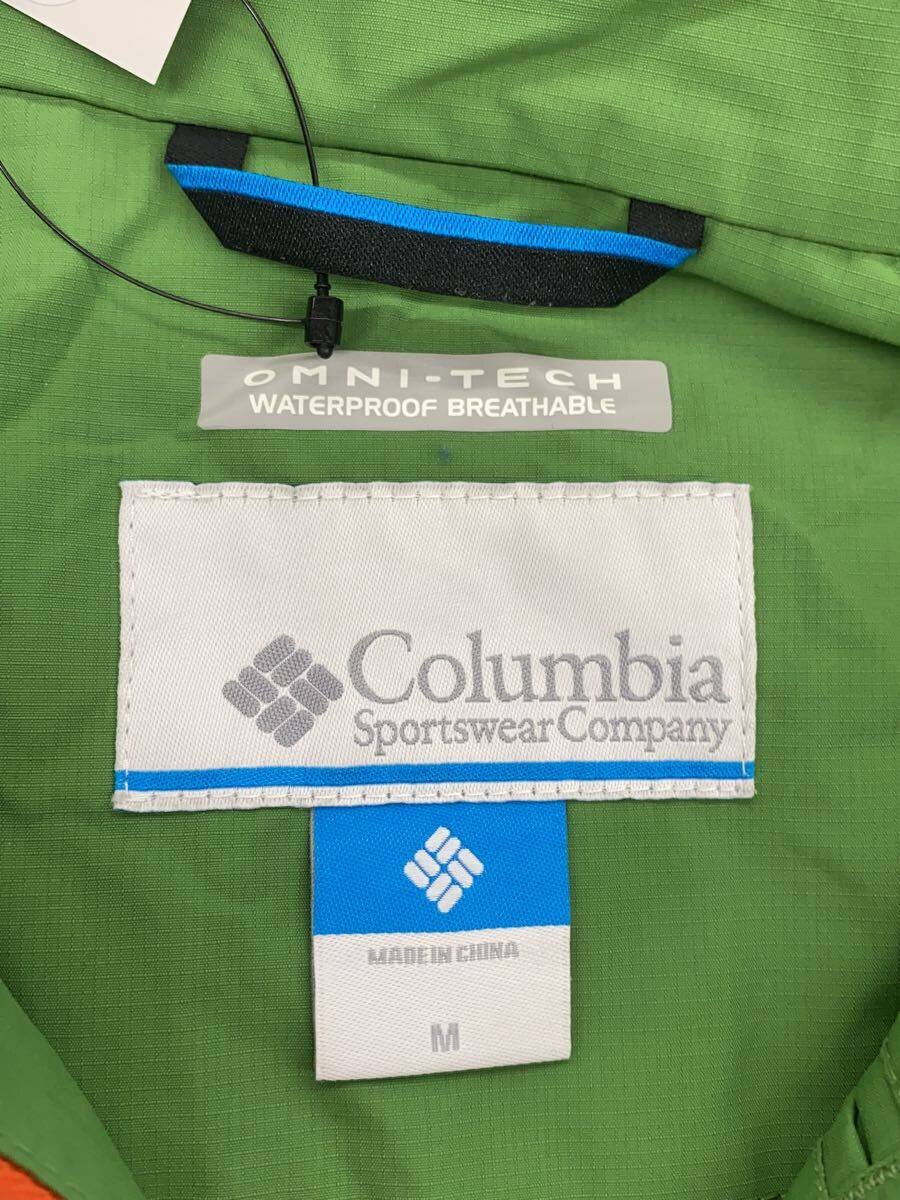 OMNI-TECH
WATERPROOF BREATHABLE
Columbia
Sportswear Company
MADE IN CHINA
M